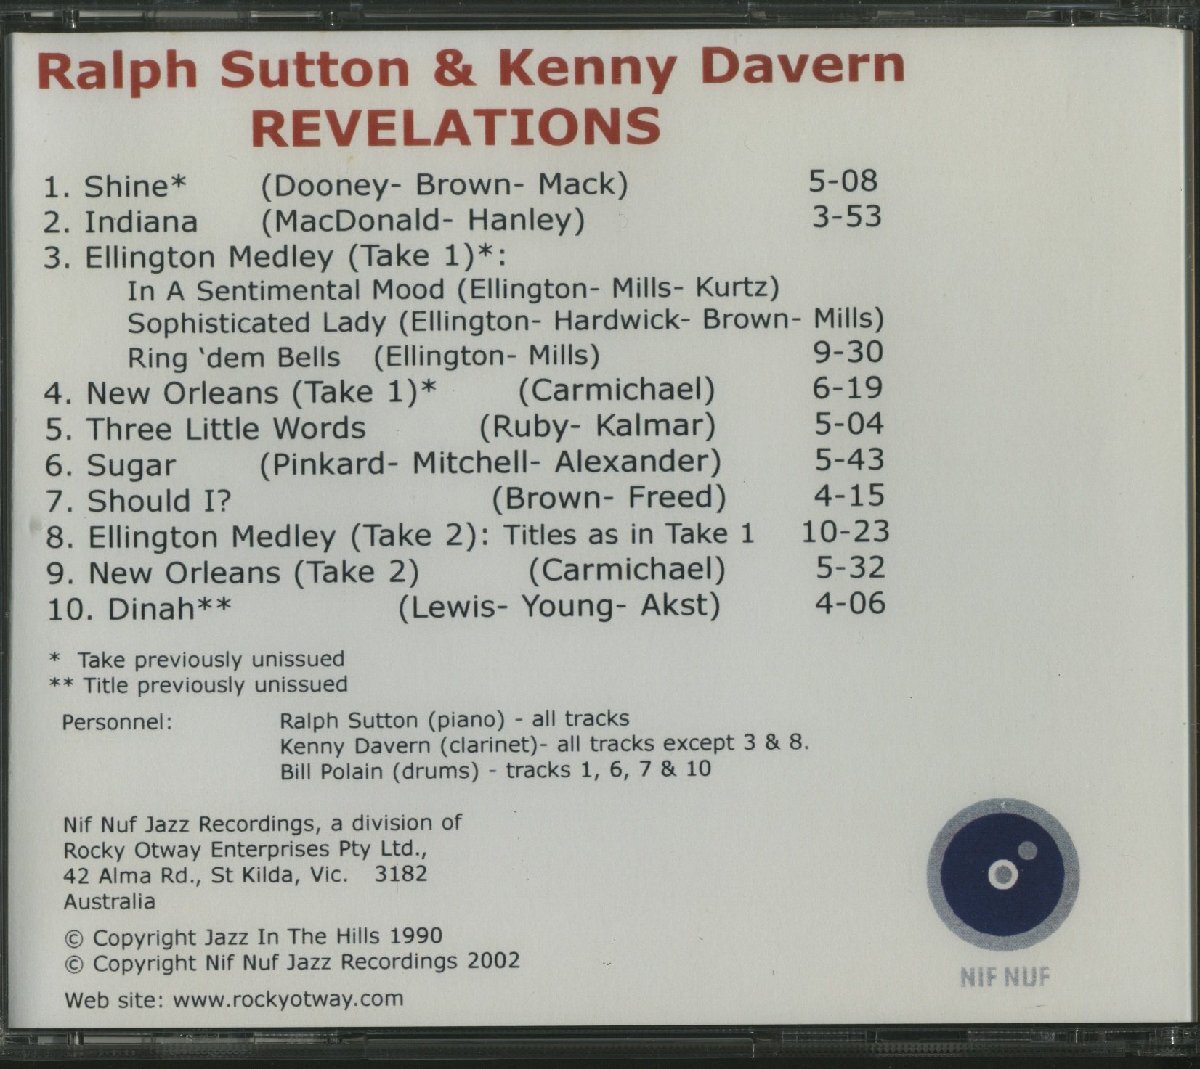 Ralph Sutton & Kenny Davern
REVELATIONS
1. Shine* (Dooney- Brown- Mack) 5-08
2. Indiana (MacDonald- Hanley) 3-53
3. Ellington Medley (Take 1)*:
In A Sentimental Mood (Ellington- Mills- Kurtz)
Sophisticated Lady (Ellington- Hardwick- Brown- Mills)
Ring ‘dem Bells (Ellington- Mills) 9-30
4. New Orleans (Take 1)* (Carmichael) 6-19
5. Three Little Words (Ruby- Kalmar) 5-04
6. Sugar (Pinkard- Mitchell- Alexander) 5-43
7. Should I? (Brown- Freed) 4-15
8. Ellington Medley (Take 2): Titles as in Take 1 10-23
9. New Orleans (Take 2) (Carmichael) 5-32
10. Dinah** (Lewis- Young- Akst) 4-06
* Take previously unissued
** Title previously unissued
Personnel: Ralph Sutton (piano) - all tracks
Kenny Davern (clarinet)- all tracks except 3 & 8.
Bill Polain (drums) - tracks 1, 6, 7 & 10
Nif Nuf Jazz Recordings, a division of
Rocky Otway Enterprises Pty Ltd.,
42 Alma Rd., St Kilda, Vic. 3182
Australia
© Copyright Jazz In The Hills 1990
© Copyright Nif Nuf Jazz Recordings 2002
Web site: www.rockyotway.com
NIF NUF